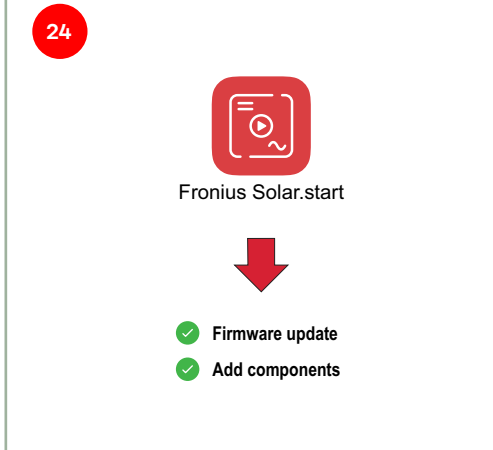 24
Fronius Solar.start
Firmware update
Add components